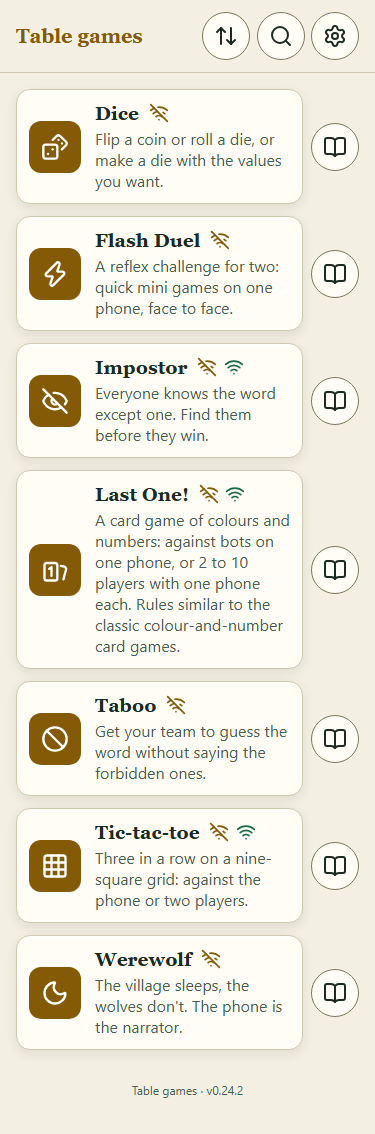 Table games
Dice
Flip a coin or roll a die, or
make a die with the values
you want.
Flash Duel
A reflex challenge for two:
quick mini games on one
phone, face to face.
Impostor
Everyone knows the word
except one. Find them
before they win.
Last One!
A card game of colours and
numbers: against bots on
one phone, or 2 to 10
players with one phone
each. Rules similar to the
classic colour-and-number
card games.
Taboo
Get your team to guess the
word without saying the
forbidden ones.
Tic-tac-toe
Three in a row on a nine-
square grid: against the
phone or two players.
Werewolf
The village sleeps, the
wolves don't. The phone is
the narrator.
Table games · v0.24.2